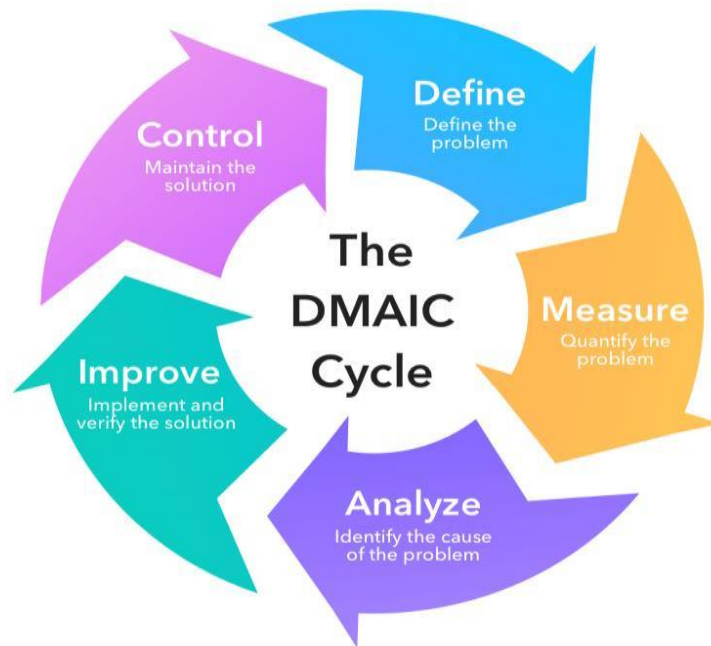 The
DMAIC
Cycle
Define
Define the
problem
Measure
Quantify the
problem
Analyze
Identify the cause
of the problem
Improve
Implement and
verify the solution
Control
Maintain the
solution